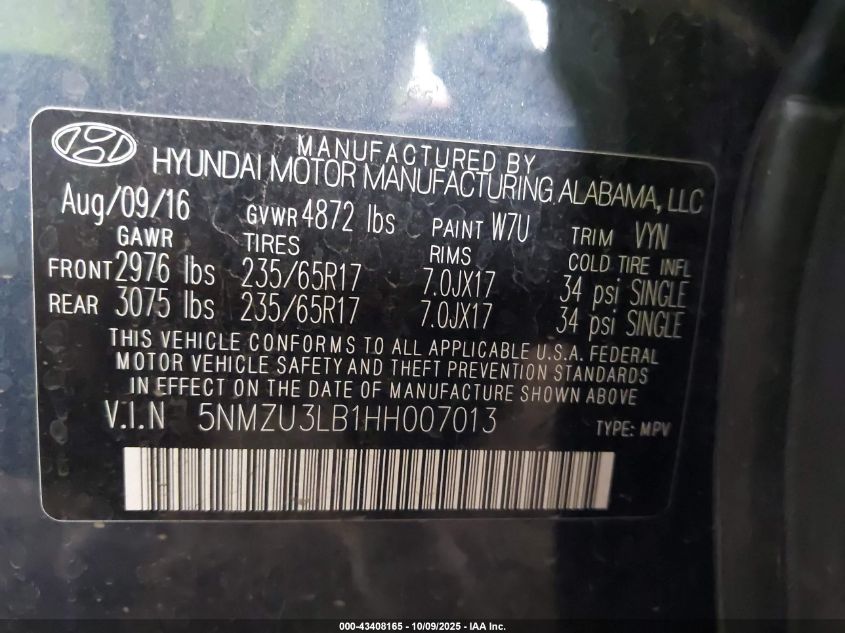 MANUFACTURED BY
HYUNDAI MOTOR MANUFACTURING ALABAMA, LLC
Aug/09/16 GVWR 4872 lbs PAINT W7U TRIM VYN
GAWR TIRES RIMS COLD TIRE INFL
FRONT 2976 lbs 235/65R17 7.0JX17 34 psi SINGLE
REAR 3075 lbs 235/65R17 7.0JX17 34 psi SINGLE
THIS VEHICLE CONFORMS TO ALL APPLICABLE U.S.A. FEDERAL
MOTOR VEHICLE SAFETY AND THEFT PREVENTION STANDARDS
IN EFFECT ON THE DATE OF MANUFACTURE SHOWN ABOVE
V.I.N 5NMZU3LB1HH007013 TYPE: MPV
000-43408165 - 10/09/2025 - IAA Inc.